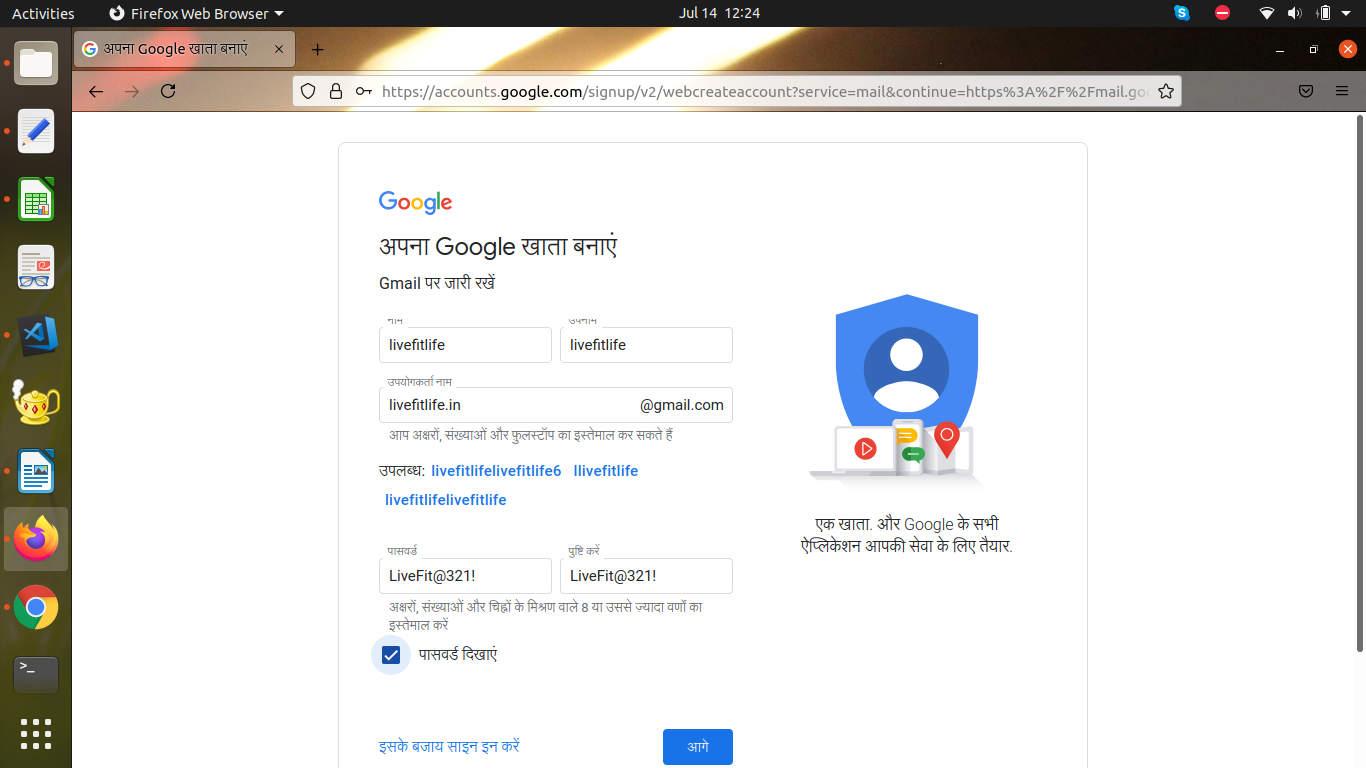 Activities Firefox Web Browser Jul 14 12:24
अपना Google खाता बनाएं
https://accounts.google.com/signup/v2/webcreateaccount?service=mail&continue=https%3A%2F%2Fmail.goo
Google
अपना Google खाता बनाएं
Gmail पर जारी रखें
नाम उपनाम
livefitlife livefitlife
उपयोगकर्ता नाम
livefitlife.in @gmail.com
आप अक्षरों, संख्याओं और फ़ुलस्टॉप का इस्तेमाल कर सकते हैं
उपलब्ध: livefitlifelivefitlife6 llivefitlife
livefitlifelivefitlife
पासवर्ड पुष्टि करें
LiveFit@321! LiveFit@321!
अक्षरों, संख्याओं और चिह्नों के मिश्रण वाले 8 या उससे ज़्यादा वर्णों का
इस्तेमाल करें
पासवर्ड दिखाएं
इसके बजाय साइन इन करें आगे
एक खाता. और Google के सभी
ऐप्लिकेशन आपकी सेवा के लिए तैयार.